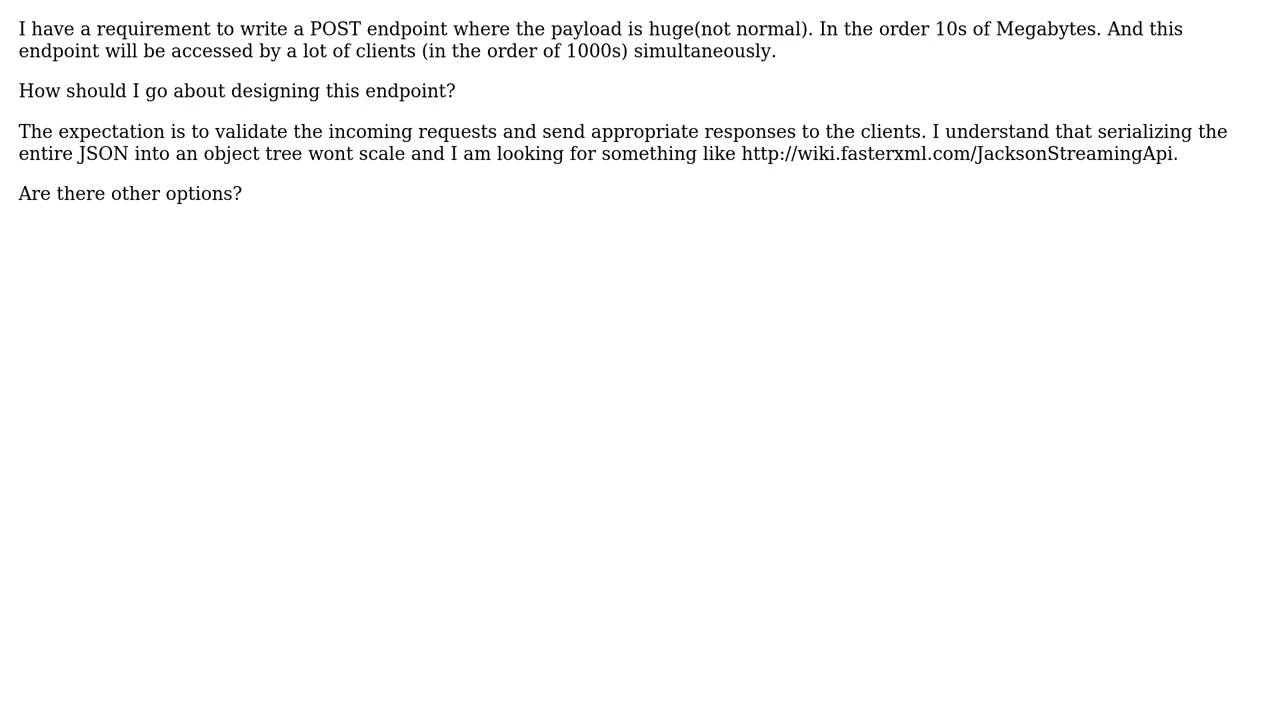 I have a requirement to write a POST endpoint where the payload is huge(not normal). In the order 10s of Megabytes. And this
endpoint will be accessed by a lot of clients (in the order of 1000s) simultaneously.
How should I go about designing this endpoint?
The expectation is to validate the incoming requests and send appropriate responses to the clients. I understand that serializing the
entire JSON into an object tree wont scale and I am looking for something like http://wiki.fasterxml.com/JacksonStreamingApi.
Are there other options?